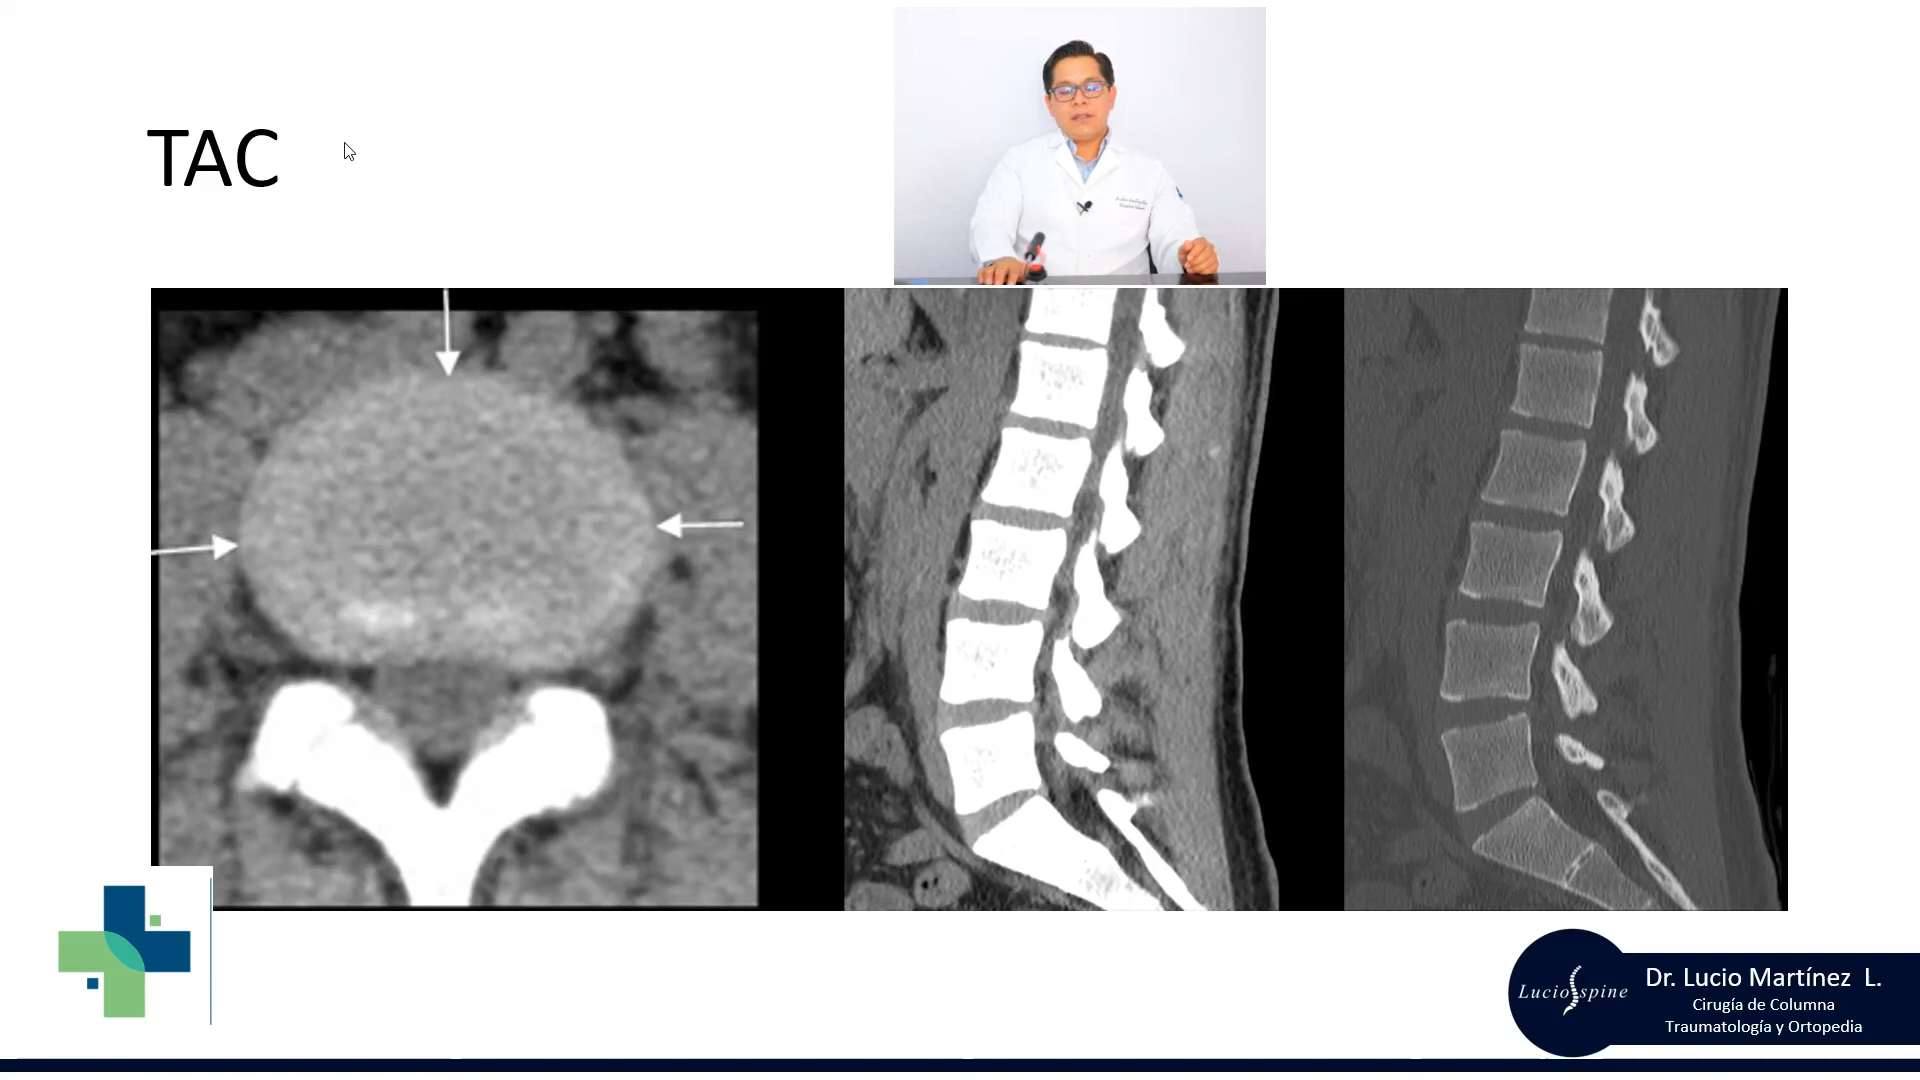 TAC
Lucio spine
Dr. Lucio Martínez L.
Cirugía de Columna
Traumatología y Ortopedia